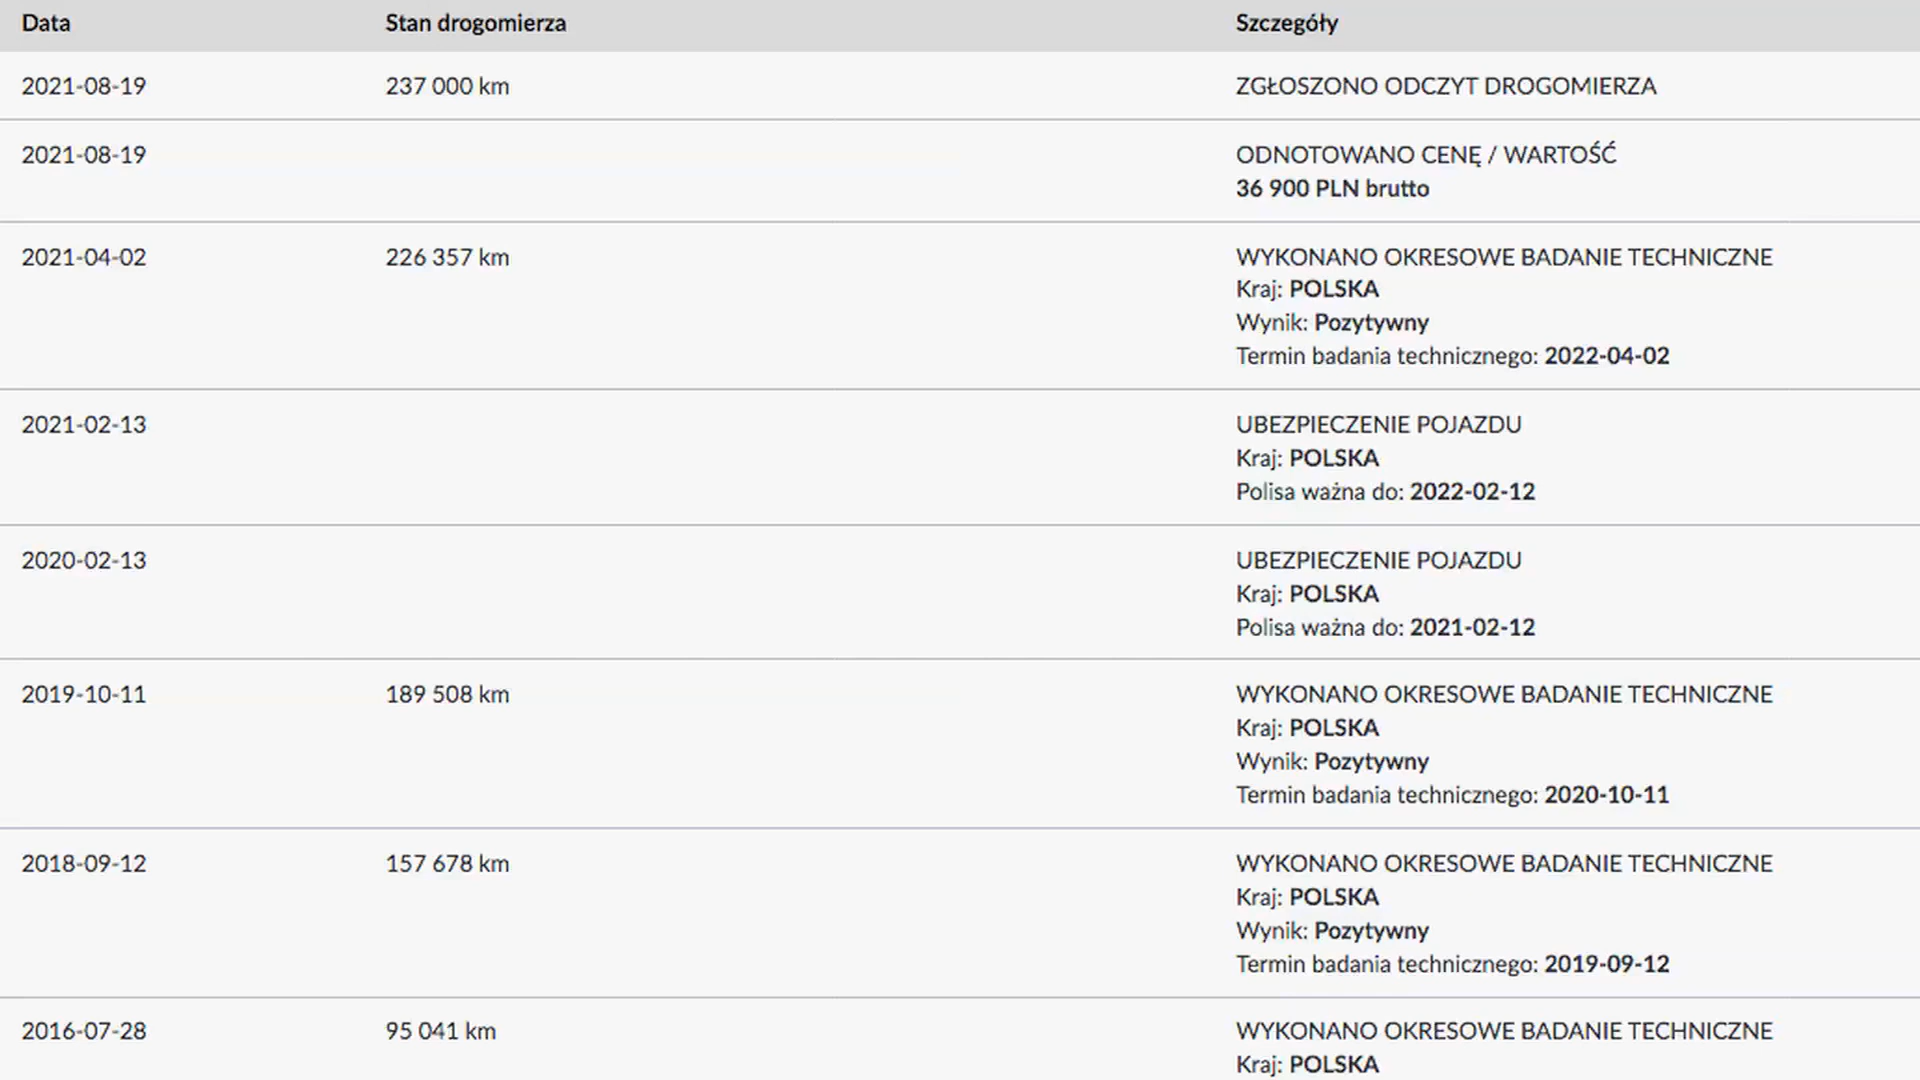 Data Stan drogomierza Szczegóły
2021-08-19 237 000 km ZGŁOSZONO ODCZYT DROGOMIERZA
2021-08-19 ODNOTOWANO CENĘ / WARTOŚĆ
36 900 PLN brutto
2021-04-02 226 357 km WYKONANO OKRESOWE BADANIE TECHNICZNE
Kraj: POLSKA
Wynik: Pozytywny
Termin badania technicznego: 2022-04-02
2021-02-13 UBEZPIECZENIE POJAZDU
Kraj: POLSKA
Polisa ważna do: 2022-02-12
2020-02-13 UBEZPIECZENIE POJAZDU
Kraj: POLSKA
Polisa ważna do: 2021-02-12
2019-10-11 189 508 km WYKONANO OKRESOWE BADANIE TECHNICZNE
Kraj: POLSKA
Wynik: Pozytywny
Termin badania technicznego: 2020-10-11
2018-09-12 157 678 km WYKONANO OKRESOWE BADANIE TECHNICZNE
Kraj: POLSKA
Wynik: Pozytywny
Termin badania technicznego: 2019-09-12
2016-07-28 95 041 km WYKONANO OKRESOWE BADANIE TECHNICZNE
Kraj: POLSKA